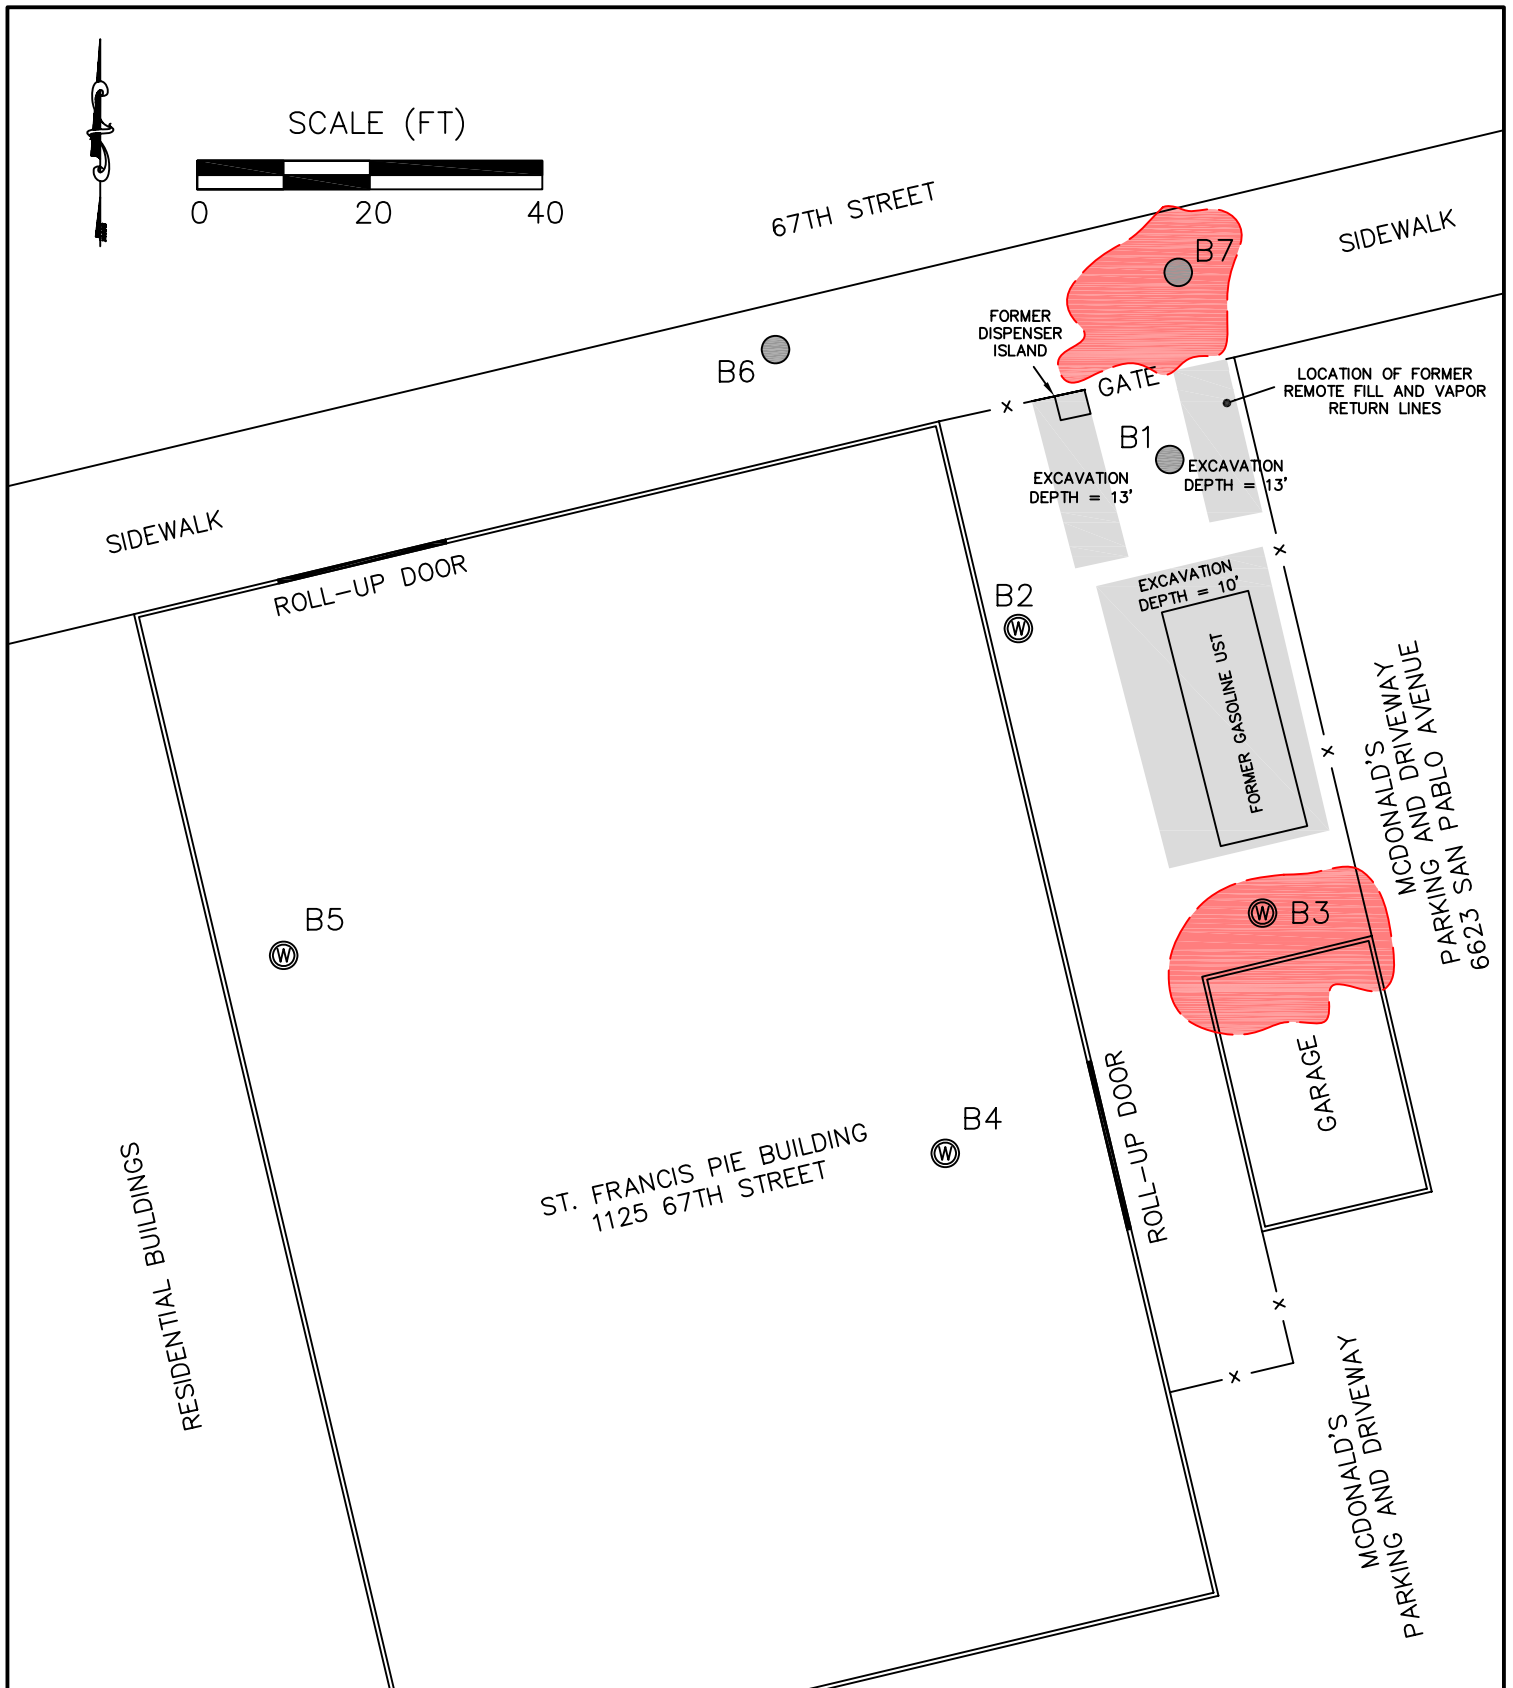 SCALE (FT)
0 20 40
67TH STREET
SIDEWALK
B7
B6
FORMER
DISPENSER
ISLAND
GATE
LOCATION OF FORMER
REMOTE FILL AND VAPOR
RETURN LINES
B1
EXCAVATION
DEPTH = 13'
EXCAVATION
DEPTH = 13'
SIDEWALK
ROLL-UP DOOR
B2
W
EXCAVATION
DEPTH = 10'
FORMER GASOLINE UST
MCDONALD'S
PARKING AND DRIVEWAY
6623 SAN PABLO AVENUE
B5
W
W
B3
GARAGE
ROLL-UP DOOR
B4
W
ST. FRANCIS PIE BUILDING
1125 67TH STREET
RESIDENTIAL BUILDINGS
MCDONALD'S
PARKING AND DRIVEWAY